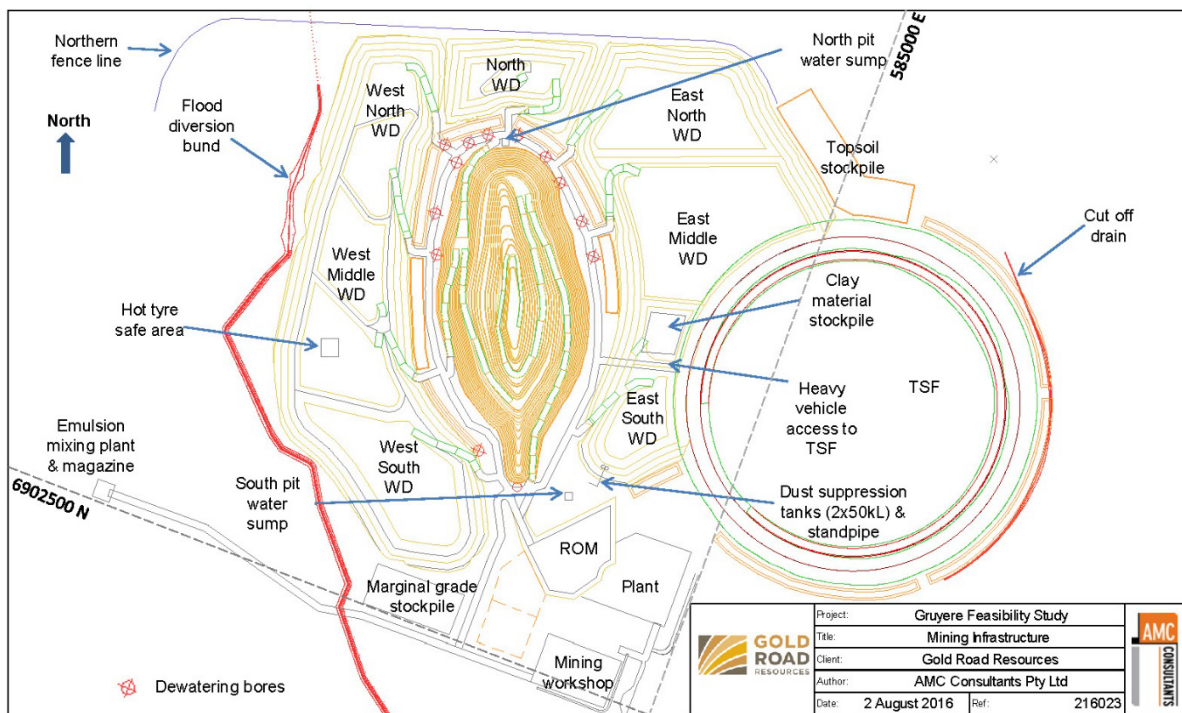 Northern
fence line
North
Flood
diversion
bund
West
North
WD
North
WD
North pit
water sump
585000 E
East
North
WD
Topsoil
stockpile
Cut off
drain
West
Middle
WD
East
Middle
WD
Clay
material
stockpile
Hot tyre
safe area
TSF
Heavy
vehicle
access to
TSF
East
South
WD
Emulsion
mixing plant
& magazine
West
South
WD
6902500 N
South pit
water
sump
Dust suppression
tanks (2x50kL) &
standpipe
ROM
Marginal grade
stockpile
Plant
Mining
workshop
Dewatering bores
GOLD
ROAD
RESOURCES
Project: Gruyere Feasibility Study
Title: Mining Infrastructure
Client: Gold Road Resources
Author: AMC Consultants Pty Ltd
Date: 2 August 2016 Ref: 216023
AMC
CONSULTANTS